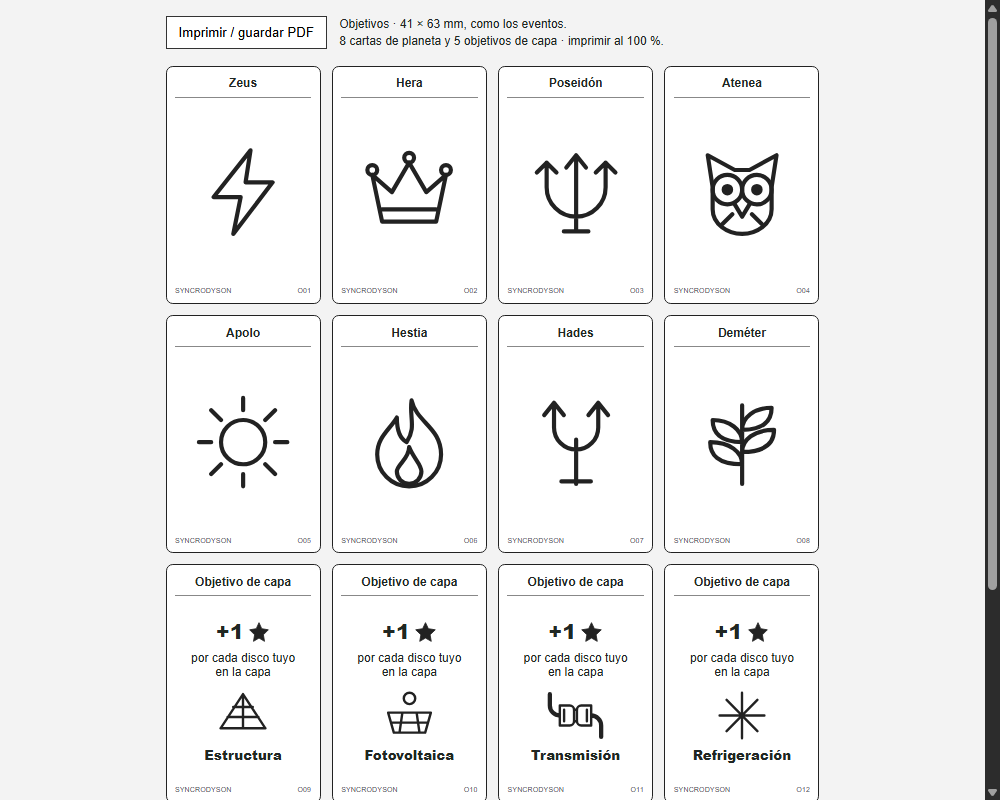 Imprimir / guardar PDF
Objetivos · 41 × 63 mm, como los eventos.
8 cartas de planeta y 5 objetivos de capa · imprimir al 100 %.
Zeus
SYNCRODYSON O01
Hera
SYNCRODYSON O02
Poseidón
SYNCRODYSON O03
Atenea
SYNCRODYSON O04
Apolo
SYNCRODYSON O05
Hestia
SYNCRODYSON O06
Hades
SYNCRODYSON O07
Deméter
SYNCRODYSON O08
Objetivo de capa
+1
por cada disco tuyo
en la capa
Estructura
SYNCRODYSON O09
Objetivo de capa
+1
por cada disco tuyo
en la capa
Fotovoltaica
SYNCRODYSON O10
Objetivo de capa
+1
por cada disco tuyo
en la capa
Transmisión
SYNCRODYSON O11
Objetivo de capa
+1
por cada disco tuyo
en la capa
Refrigeración
SYNCRODYSON O12